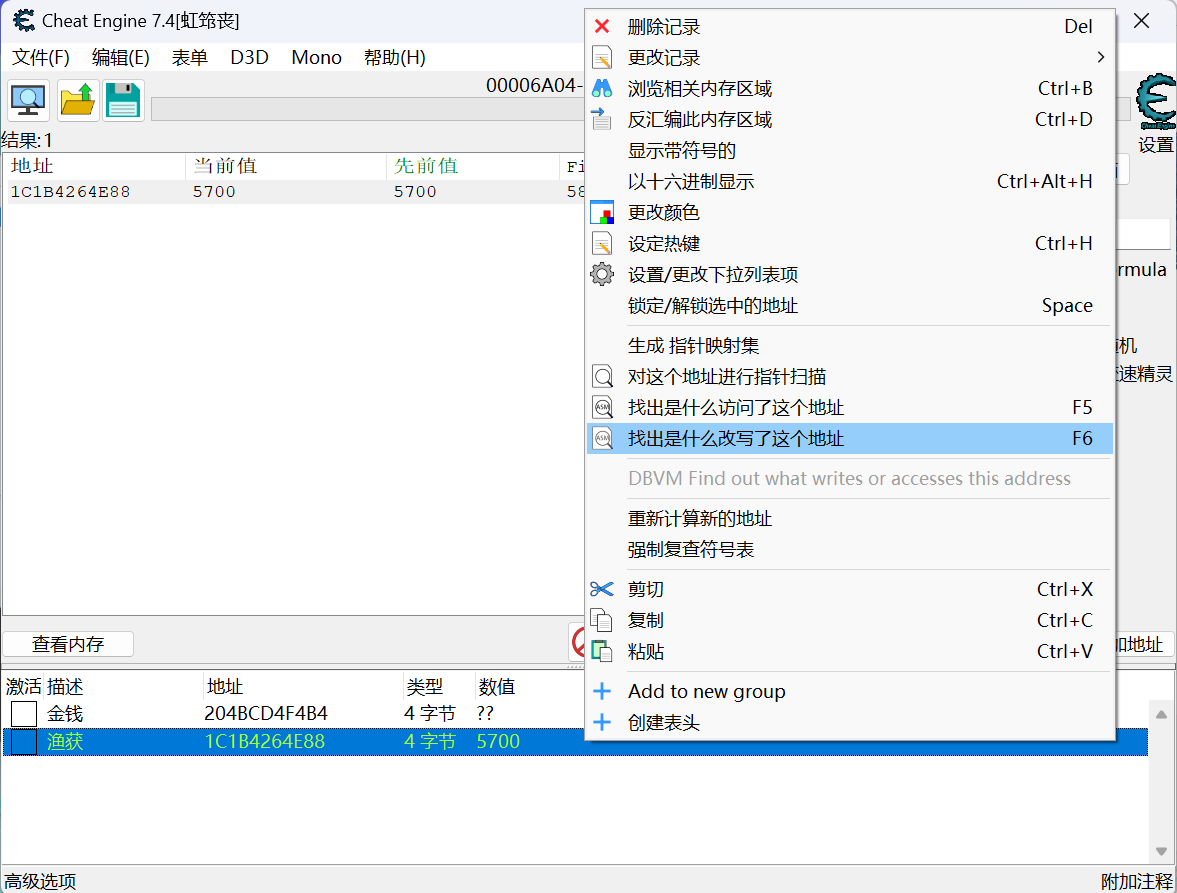 Cheat Engine 7.4[虹笻丧]
文件(F) 编辑(E) 表单 D3D Mono 帮助(H)
00006A04-
结果:1
设置
地址 当前值 先前值 Fi
1C1B4264E88 5700 5700 58
rmula
机
速精灵
删除记录 Del
更改记录
浏览相关内存区域 Ctrl+B
反汇编此内存区域 Ctrl+D
显示带符号的
以十六进制显示 Ctrl+Alt+H
更改颜色
设定热键 Ctrl+H
设置/更改下拉列表项
锁定/解锁选中的地址 Space
生成 指针映射集
对这个地址进行指针扫描
找出是什么访问了这个地址 F5
找出是什么改写了这个地址 F6
DBVM Find out what writes or accesses this address
重新计算新的地址
强制复查符号表
剪切 Ctrl+X
复制 Ctrl+C
粘贴 Ctrl+V
Add to new group
创建表头
查看内存 加地址
激活 描述 地址 类型 数值
金钱 204BCD4F4B4 4 字节 ??
渔获 1C1B4264E88 4 字节 5700
高级选项 附加注释